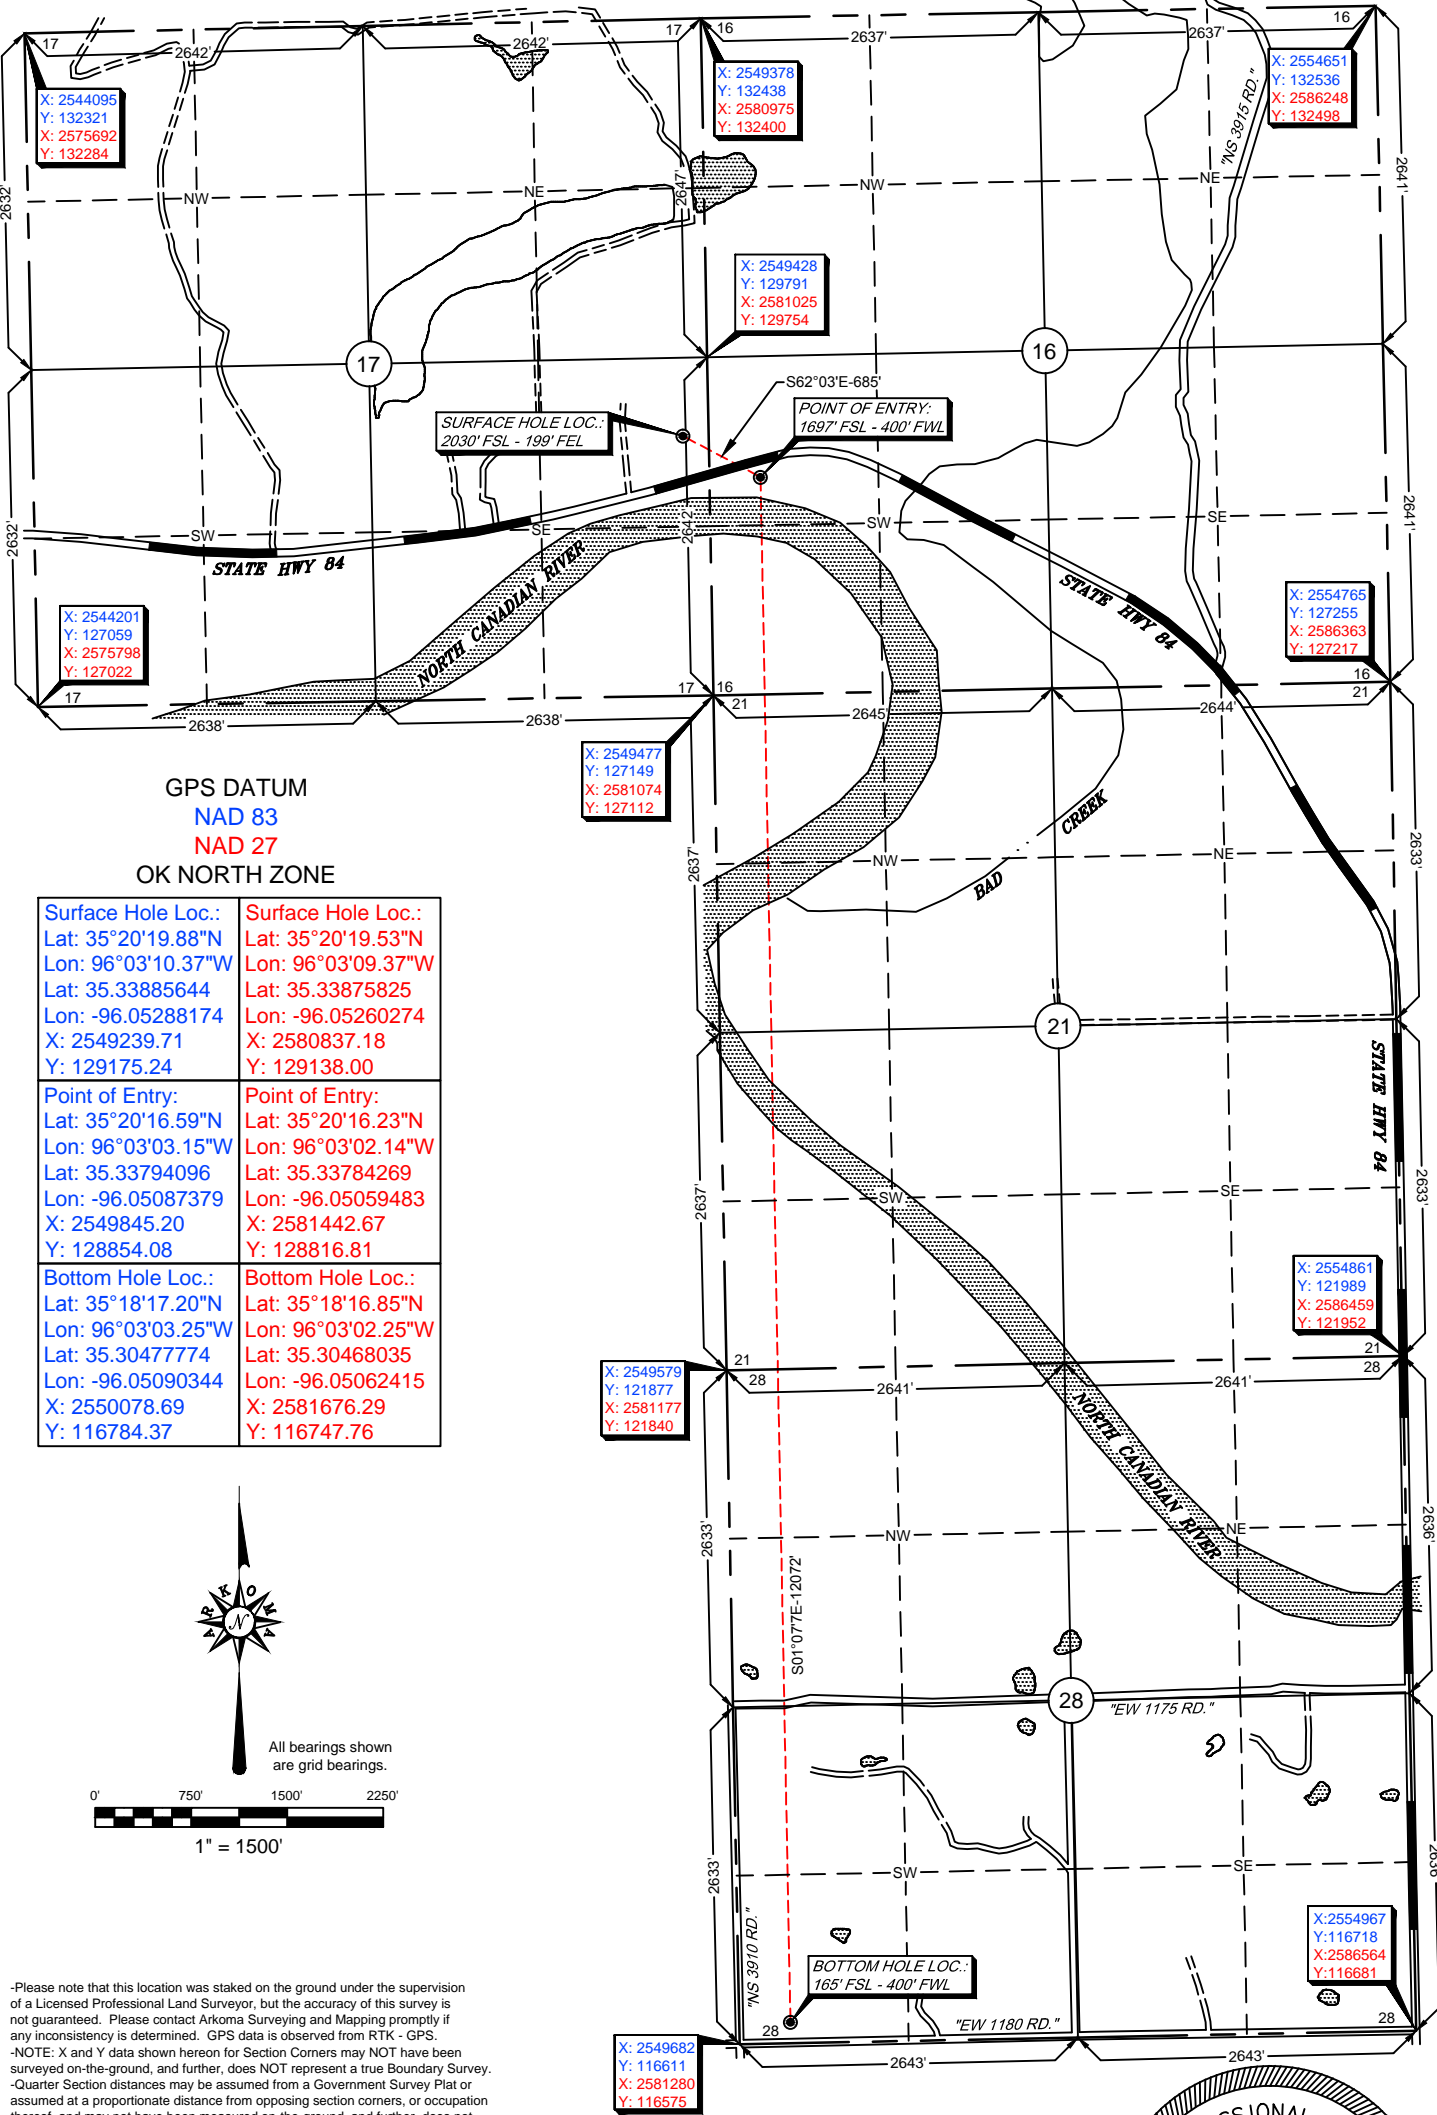 17
2642'
2642'
17
16
2637'
2637'
16
X: 2544095
Y: 132321
X: 2575692
Y: 132284
X: 2549378
Y: 132438
X: 2580975
Y: 132400
X: 2554651
Y: 132536
X: 2586248
Y: 132498
"NS 3915 RD."
2632'
NW
NE
2647'
NW
NE
2641'
X: 2549428
Y: 129791
X: 2581025
Y: 129754
17
16
S62°03'E-685'
SURFACE HOLE LOC.:
2030' FSL - 199' FEL
POINT OF ENTRY:
1697' FSL - 400' FWL
2632'
SW
SE
2642'
SW
SE
2641'
STATE HWY 84
NORTH CANADIAN RIVER
STATE HWY 84
X: 2544201
Y: 127059
X: 2575798
Y: 127022
X: 2554765
Y: 127255
X: 2586363
Y: 127217
17
17
16
21
16
21
2638'
2638'
2645'
2644'
X: 2549477
Y: 127149
X: 2581074
Y: 127112
GPS DATUM
NAD 83
NAD 27
OK NORTH ZONE
2637'
NW
BAD
CREEK
NE
2633'
Surface Hole Loc.:
Lat: 35°20'19.88"N
Lon: 96°03'10.37"W
Lat: 35.33885644
Lon: -96.05288174
X: 2549239.71
Y: 129175.24
Surface Hole Loc.:
Lat: 35°20'19.53"N
Lon: 96°03'09.37"W
Lat: 35.33875825
Lon: -96.05260274
X: 2580837.18
Y: 129138.00
Point of Entry:
Lat: 35°20'16.59"N
Lon: 96°03'03.15"W
Lat: 35.33794096
Lon: -96.05087379
X: 2549845.20
Y: 128854.08
Point of Entry:
Lat: 35°20'16.23"N
Lon: 96°03'02.14"W
Lat: 35.33784269
Lon: -96.05059483
X: 2581442.67
Y: 128816.81
Bottom Hole Loc.:
Lat: 35°18'17.20"N
Lon: 96°03'03.25"W
Lat: 35.30477774
Lon: -96.05090344
X: 2550078.69
Y: 116784.37
Bottom Hole Loc.:
Lat: 35°18'16.85"N
Lon: 96°03'02.25"W
Lat: 35.30468035
Lon: -96.05062415
X: 2581676.29
Y: 116747.76
21
STATE HWY 84
2637'
SW
SE
2633'
X: 2554861
Y: 121989
X: 2586459
Y: 121952
X: 2549579
Y: 121877
X: 2581177
Y: 121840
21
28
21
28
2641'
2641'
NORTH CANADIAN RIVER
2633'
NW
NE
2636'
S01°07'7E-12072'
28
"EW 1175 RD."
ARKOMA
N
All bearings shown
are grid bearings.
0'
750'
1500'
2250'
1" = 1500'
2633'
SW
SE
2636'
"NS 3910 RD."
BOTTOM HOLE LOC.:
165' FSL - 400' FWL
X:2554967
Y:116718
X:2586564
Y:116681
28
"EW 1180 RD."
28
2643'
2643'
X: 2549682
Y: 116611
X: 2581280
Y: 116575
-Please note that this location was staked on the ground under the supervision
of a Licensed Professional Land Surveyor, but the accuracy of this survey is
not guaranteed. Please contact Arkoma Surveying and Mapping promptly if
any inconsistency is determined. GPS data is observed from RTK - GPS.
-NOTE: X and Y data shown hereon for Section Corners may NOT have been
surveyed on-the-ground, and further, does NOT represent a true Boundary Survey.
-Quarter Section distances may be assumed from a Government Survey Plat or
assumed at a proportionate distance from opposing section corners, or occupation
thereof, and may not have been measured on-the-ground, and further, does not